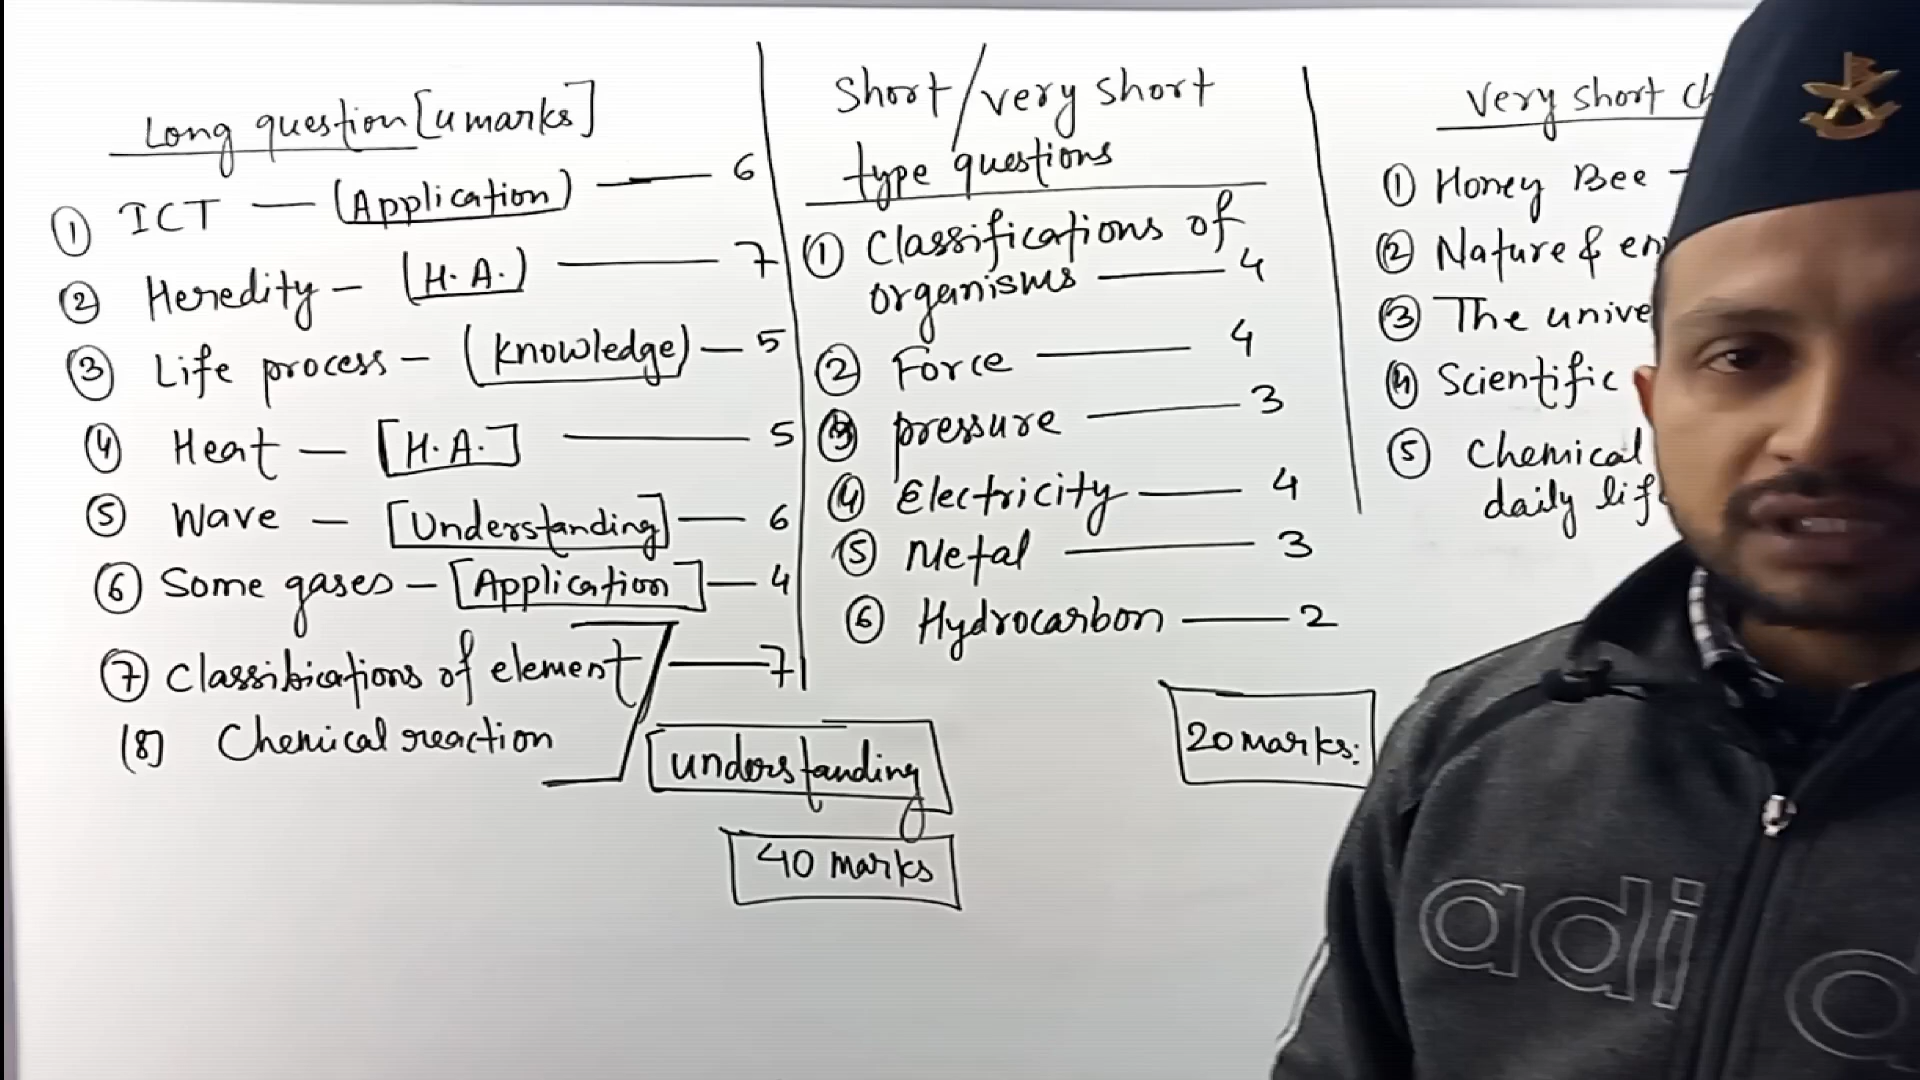 Long question [4 marks]
① ICT — (Application) — 6
② Heredity — (H.A.) — 7
③ Life process — (knowledge) — 5
④ Heat — [H.A.] — 5
⑤ Wave — [Understanding] — 6
⑥ Some gases — [Application] — 4
⑦ Classifications of element — 7
(8) Chemical reaction
understanding
40 marks
Short/very short
type questions
① Classifications of
organisms — 4
② Force — 4
③ pressure — 3
④ Electricity — 4
⑤ Metal — 3
⑥ Hydrocarbon — 2
20 marks:
Very short
① Honey Bee -
② Nature &
③ The
④ Scientific
⑤ Chemical
daily
adi